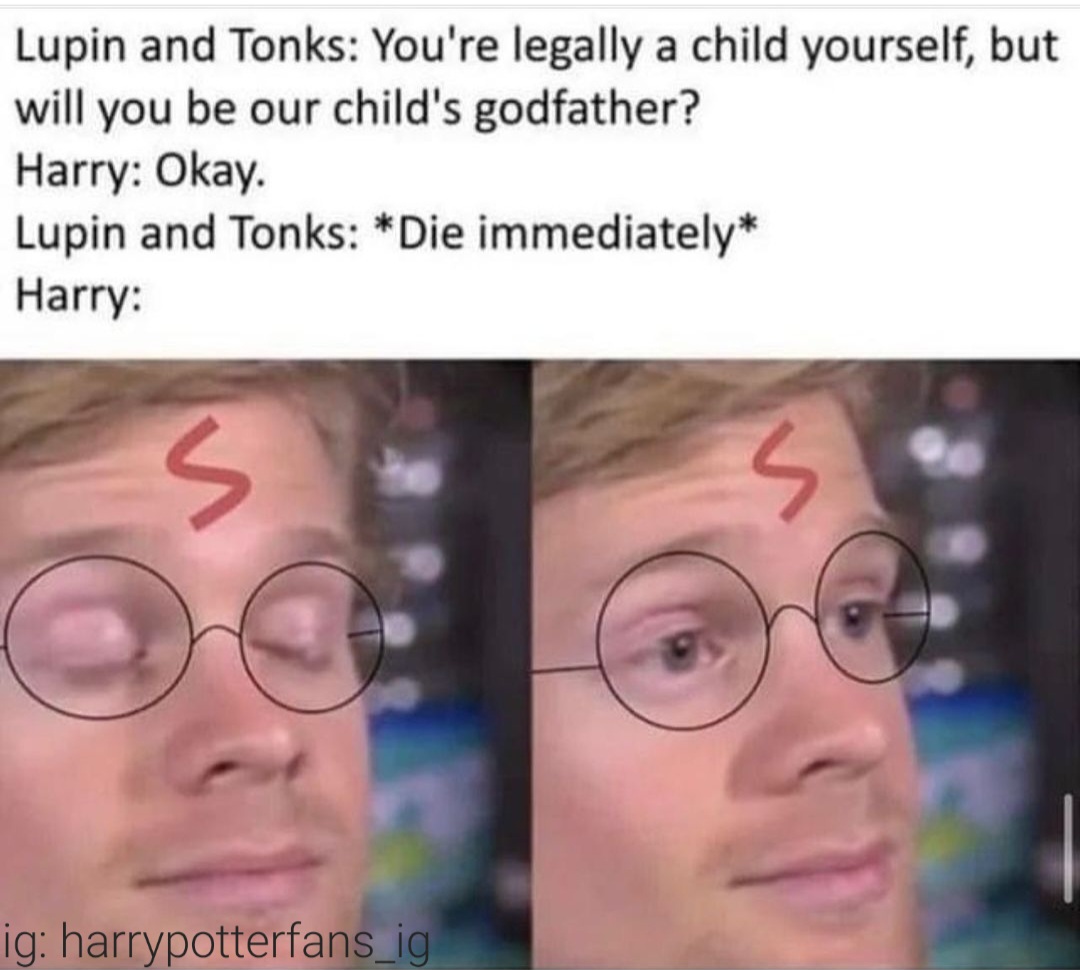 Lupin and Tonks: You're legally a child yourself, but
will you be our child's godfather?
Harry: Okay.
Lupin and Tonks: *Die immediately*
Harry:
ig: harrypotterfans_ig